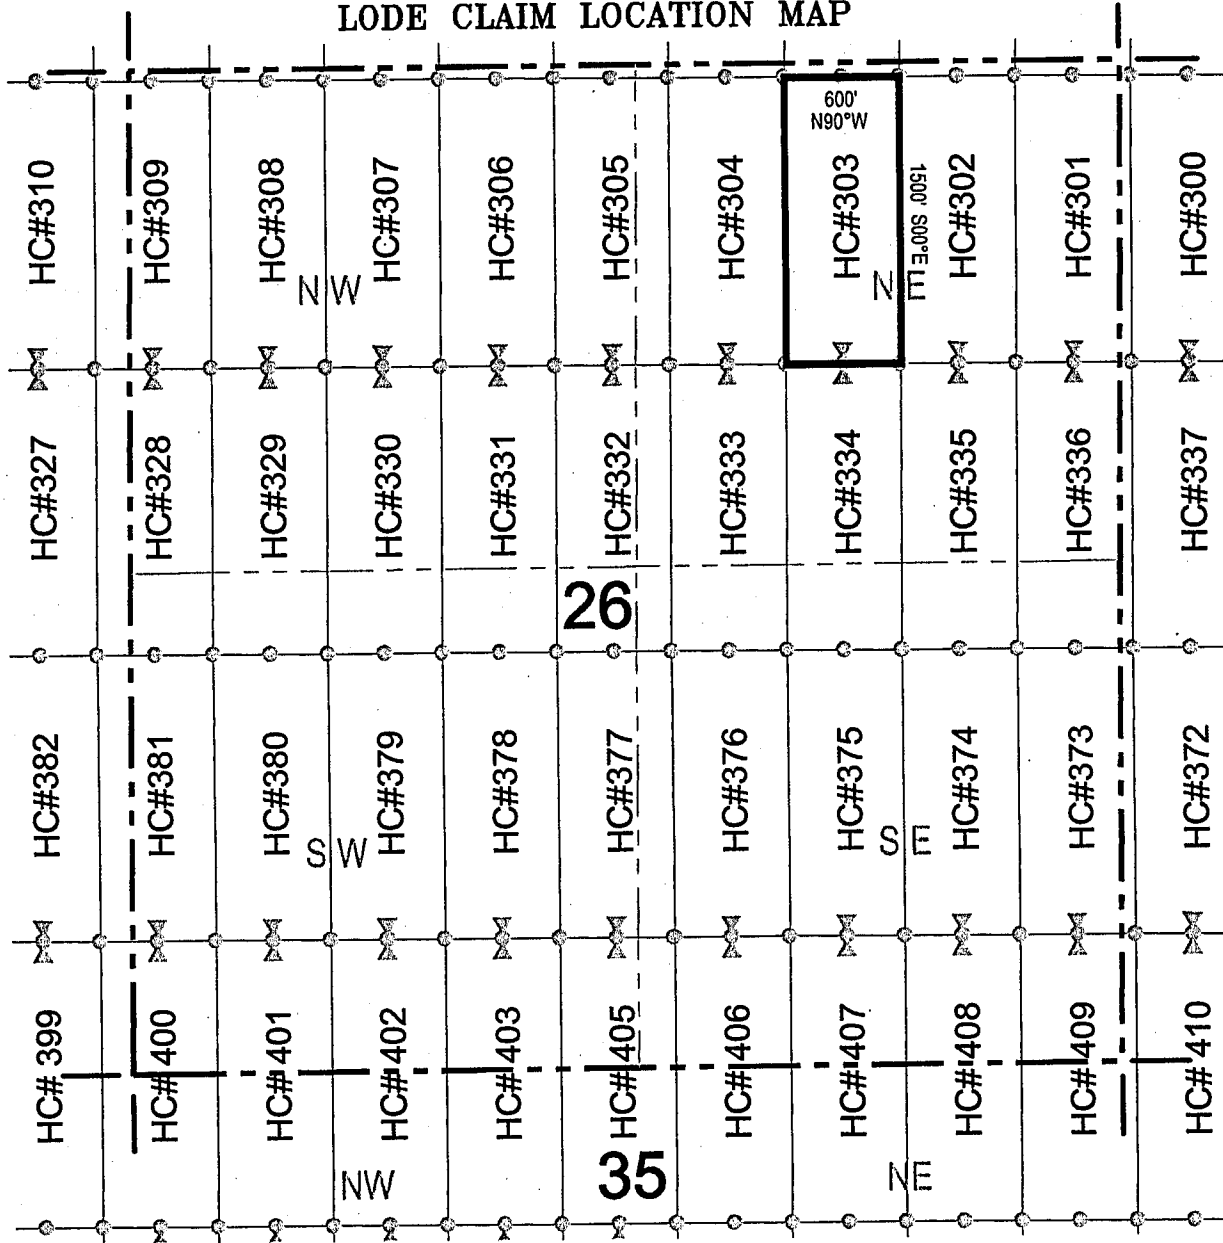 LODE CLAIM LOCATION MAP
600'
N90°W
1500' S00°E
HC#310
HC#309
HC#308
HC#307
HC#306
HC#305
HC#304
HC#303
HC#302
HC#301
HC#300
NW
NE
HC#327
HC#328
HC#329
HC#330
HC#331
HC#332
HC#333
HC#334
HC#335
HC#336
HC#337
26
HC#382
HC#381
HC#380
HC#379
HC#378
HC#377
HC#376
HC#375
HC#374
HC#373
HC#372
SW
SE
HC#399
HC#400
HC#401
HC#402
HC#403
HC#405
HC#406
HC#407
HC#408
HC#409
HC#410
NW
35
NE